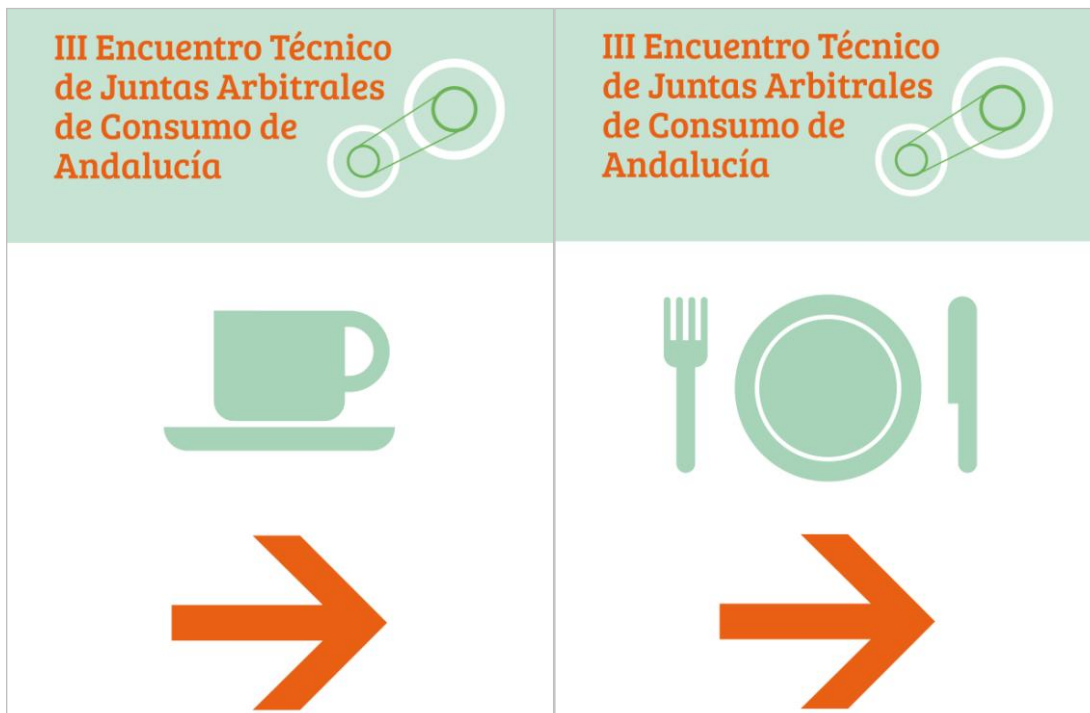 III Encuentro Técnico
de Juntas Arbitrales
de Consumo de
Andalucía
III Encuentro Técnico
de Juntas Arbitrales
de Consumo de
Andalucía